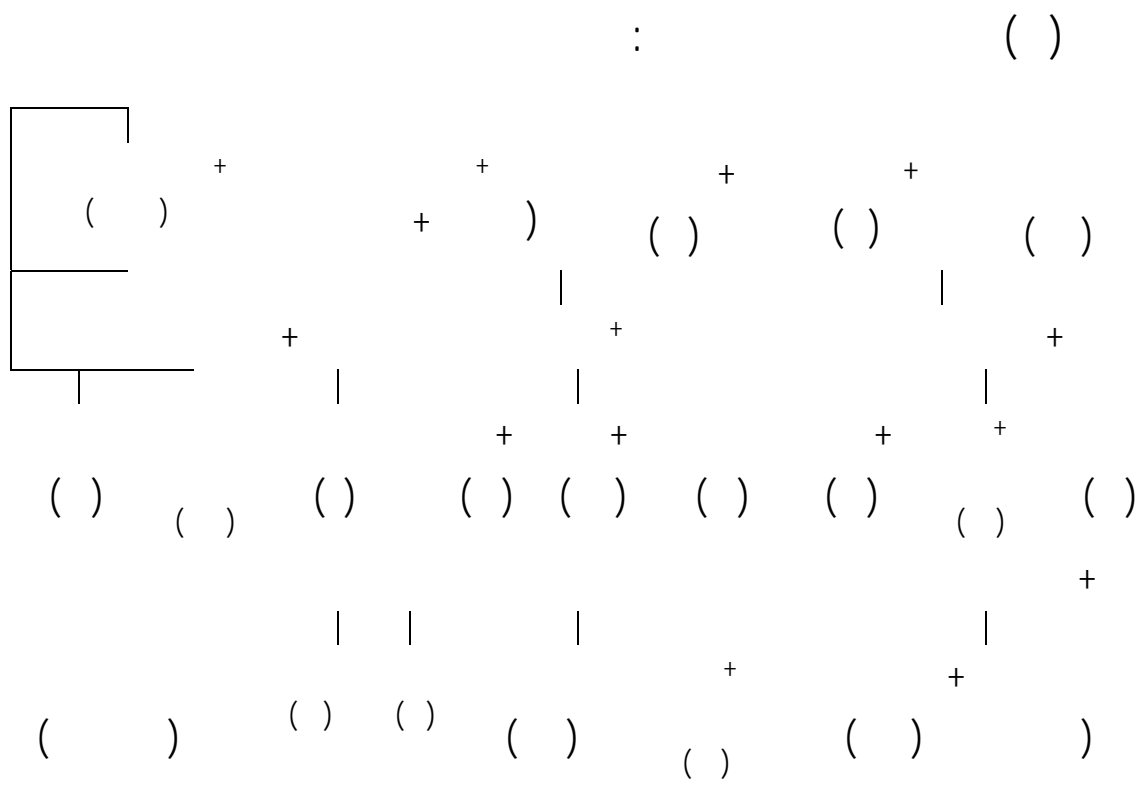 : ( )
+ + + +
( ) + ) ( ) ( ) ( )
+ + +
+ + + +
( ) ( ) ( ) ( ) ( ) ( ) ( ) ( ) ( )
+
+ +
( ) ( ) ( ) ( ) ( ) ( ) )